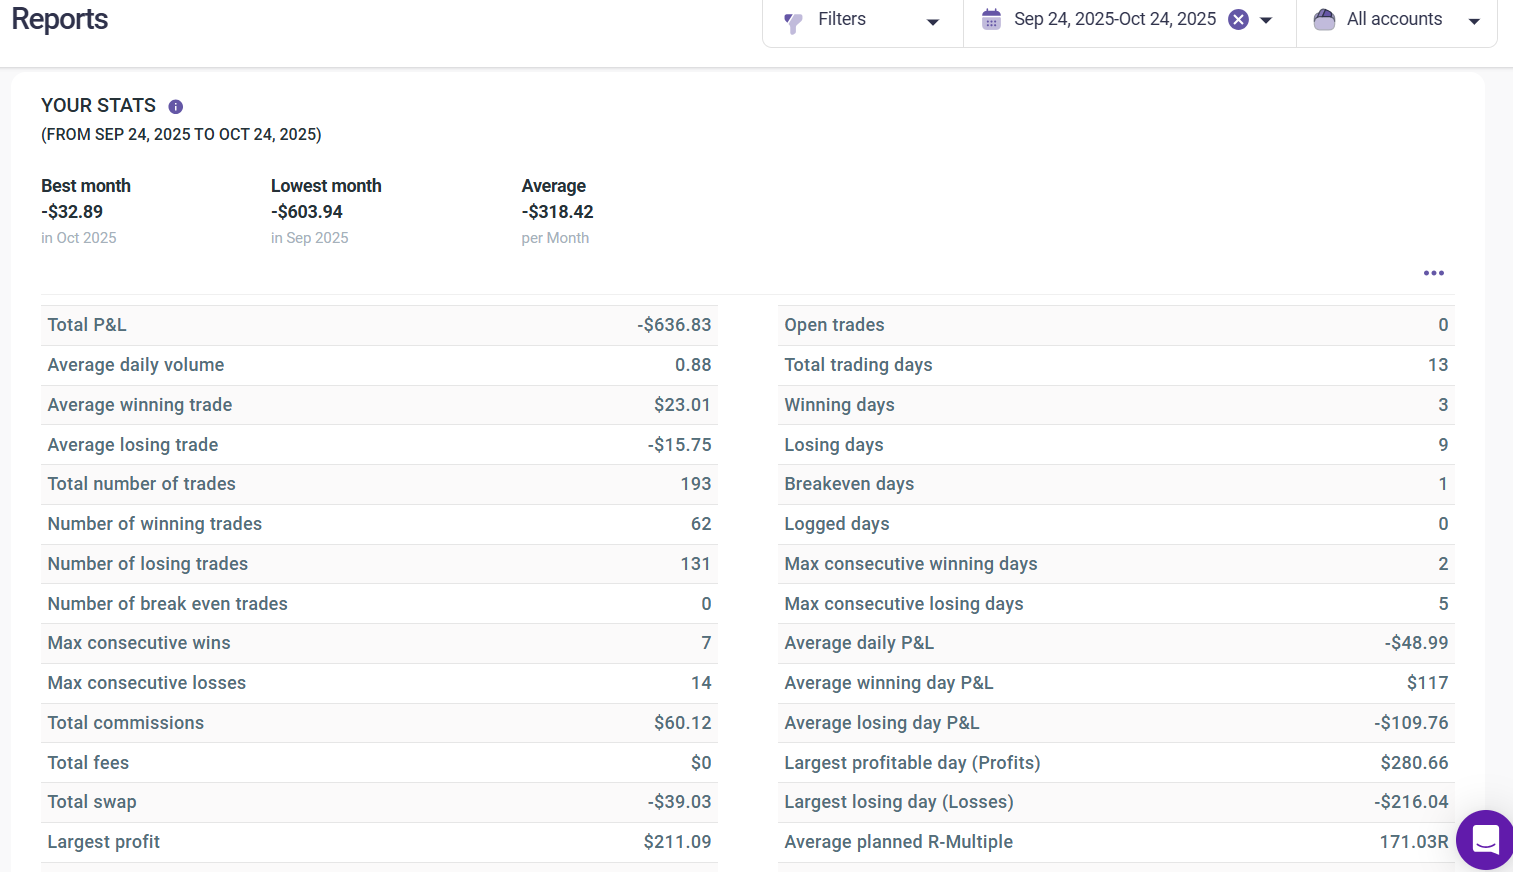 Reports
Filters
Sep 24, 2025-Oct 24, 2025
All accounts
YOUR STATS
(FROM SEP 24, 2025 TO OCT 24, 2025)
Best month
-$32.89
in Oct 2025
Lowest month
-$603.94
in Sep 2025
Average
-$318.42
per Month
Total P&L -$636.83
Average daily volume 0.88
Average winning trade $23.01
Average losing trade -$15.75
Total number of trades 193
Number of winning trades 62
Number of losing trades 131
Number of break even trades 0
Max consecutive wins 7
Max consecutive losses 14
Total commissions $60.12
Total fees $0
Total swap -$39.03
Largest profit $211.09
Open trades 0
Total trading days 13
Winning days 3
Losing days 9
Breakeven days 1
Logged days 0
Max consecutive winning days 2
Max consecutive losing days 5
Average daily P&L -$48.99
Average winning day P&L $117
Average losing day P&L -$109.76
Largest profitable day (Profits) $280.66
Largest losing day (Losses) -$216.04
Average planned R-Multiple 171.03R